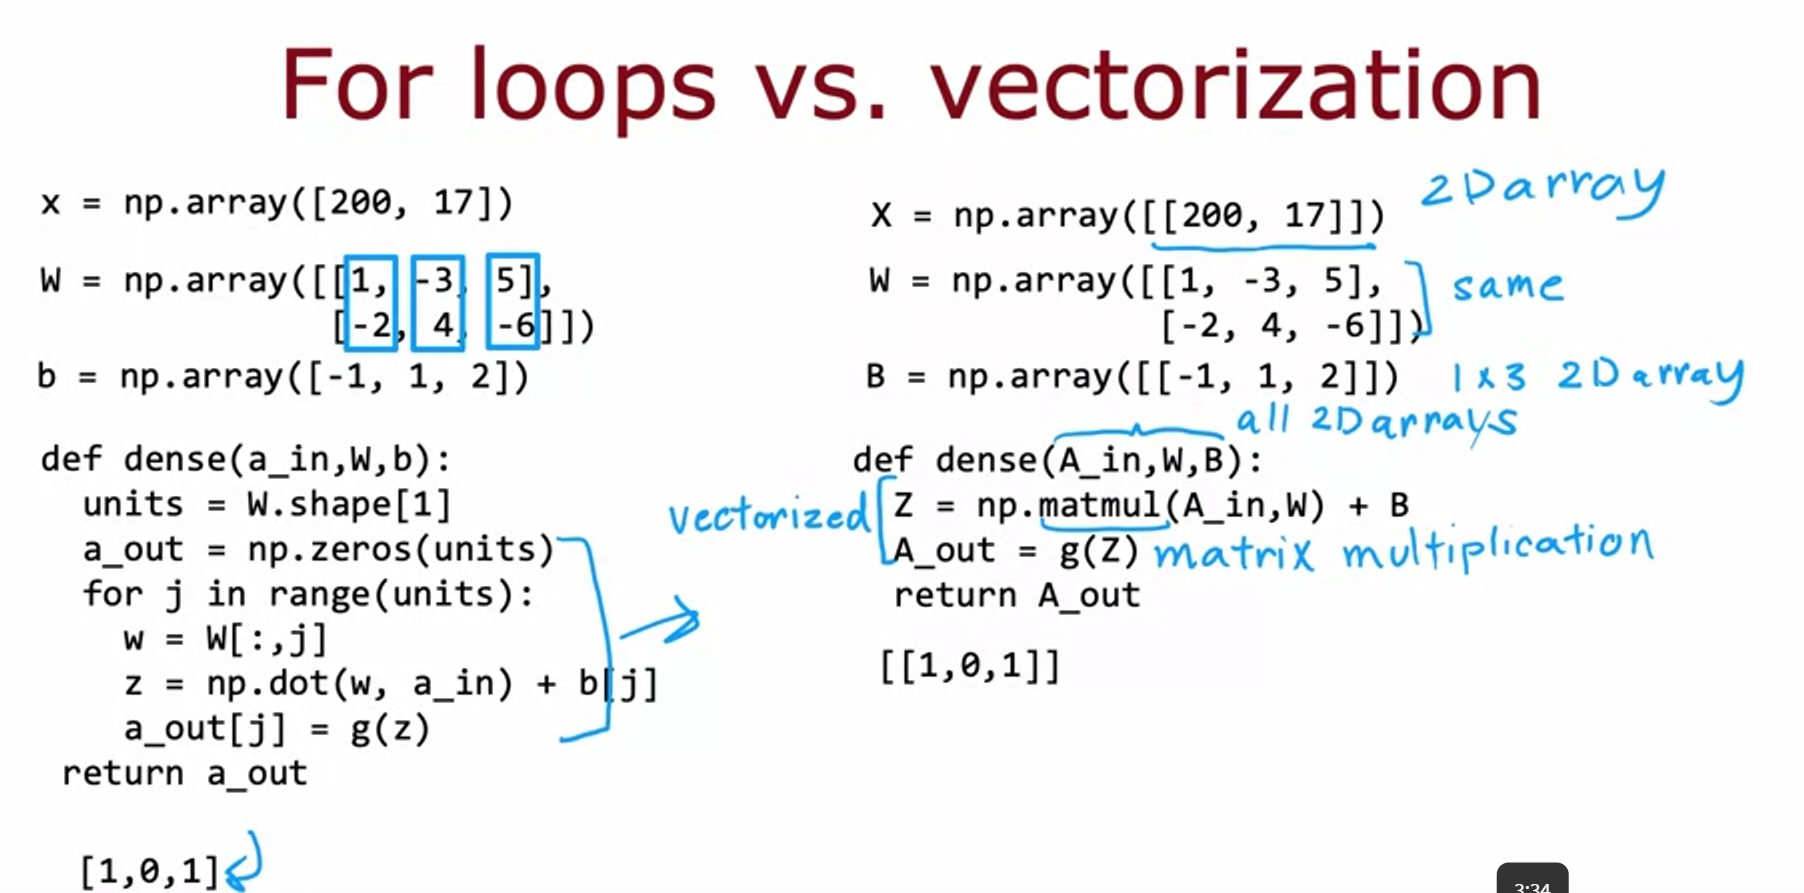 For loops vs. vectorization
x = np.array([200, 17])
W = np.array([[1, -3, 5],
[-2, 4, -6]])
b = np.array([-1, 1, 2])
def dense(a_in,W,b):
units = W.shape[1]
a_out = np.zeros(units)
for j in range(units):
w = W[:,j]
z = np.dot(w, a_in) + b[j]
a_out[j] = g(z)
return a_out
[1,0,1]
X = np.array([[200, 17]]) 2D array
W = np.array([[1, -3, 5],
[-2, 4, -6]]) same
B = np.array([[-1, 1, 2]]) 1 x 3 2D array
all 2D arrays
def dense(A_in,W,B):
vectorized Z = np.matmul(A_in,W) + B
A_out = g(Z) matrix multiplication
return A_out
[[1,0,1]]
3:34